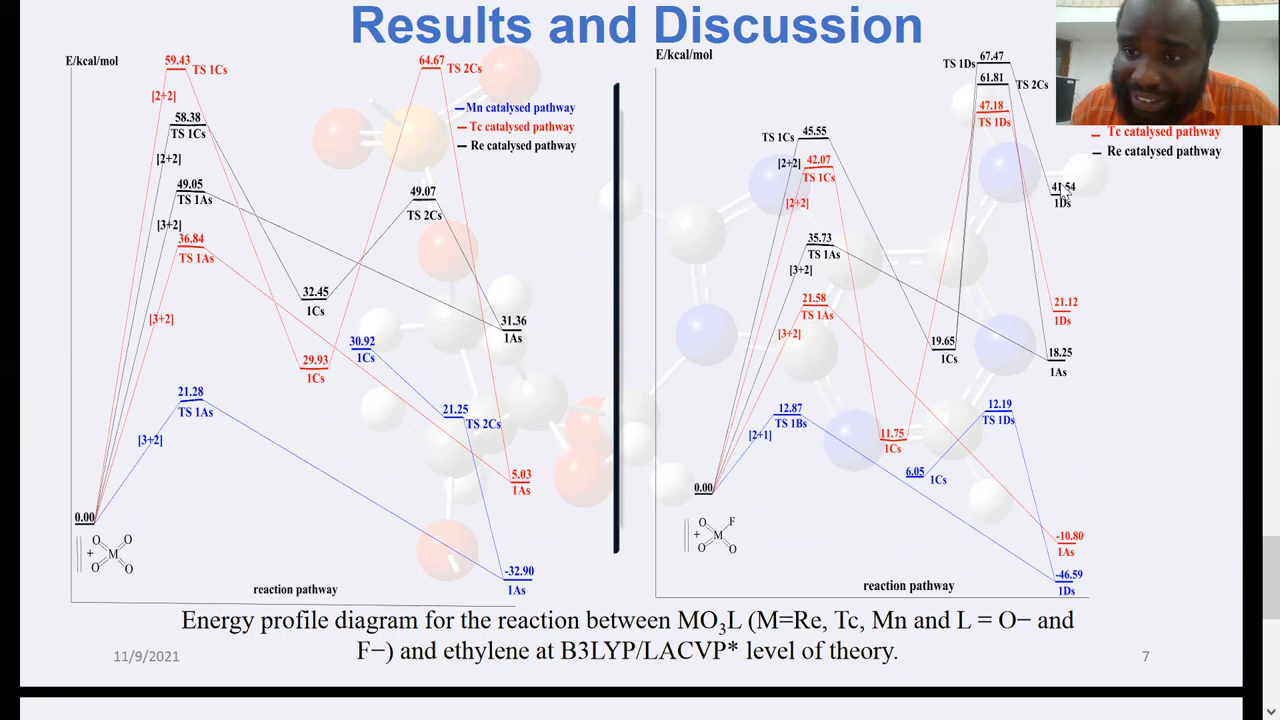 Results and Discussion
E/kcal/mol
59.43
TS 1Cs
[2+2]
58.38
TS 1Cs
[2+2]
49.05
TS 1As
[3+2]
36.84
TS 1As
[3+2]
21.28
TS 1As
[3+2]
0.00
O O
+ M
O O
64.67
TS 2Cs
Mn catalysed pathway
Tc catalysed pathway
Re catalysed pathway
49.07
TS 2Cs
32.45
1Cs
31.36
1As
30.92
1Cs
29.93
1Cs
21.25
TS 2Cs
5.03
1As
-32.90
1As
reaction pathway
E/kcal/mol
TS 1Ds
67.47
61.81
TS 2Cs
47.18
TS 1Ds
Tc catalysed pathway
Re catalysed pathway
TS 1Cs
45.55
[2+2]
42.07
TS 1Cs
[2+2]
41.54
1Ds
35.73
TS 1As
[3+2]
21.58
TS 1As
[3+2]
21.12
1Ds
19.65
1Cs
18.25
1As
12.87
TS 1Bs
[2+1]
12.19
TS 1Ds
11.75
1Cs
6.05
1Cs
0.00
O F
+ M
O O
-10.80
1As
-46.59
1Ds
reaction pathway
Energy profile diagram for the reaction between MO₃L (M=Re, Tc, Mn and L = O− and
F−) and ethylene at B3LYP/LACVP* level of theory.
11/9/2021
7